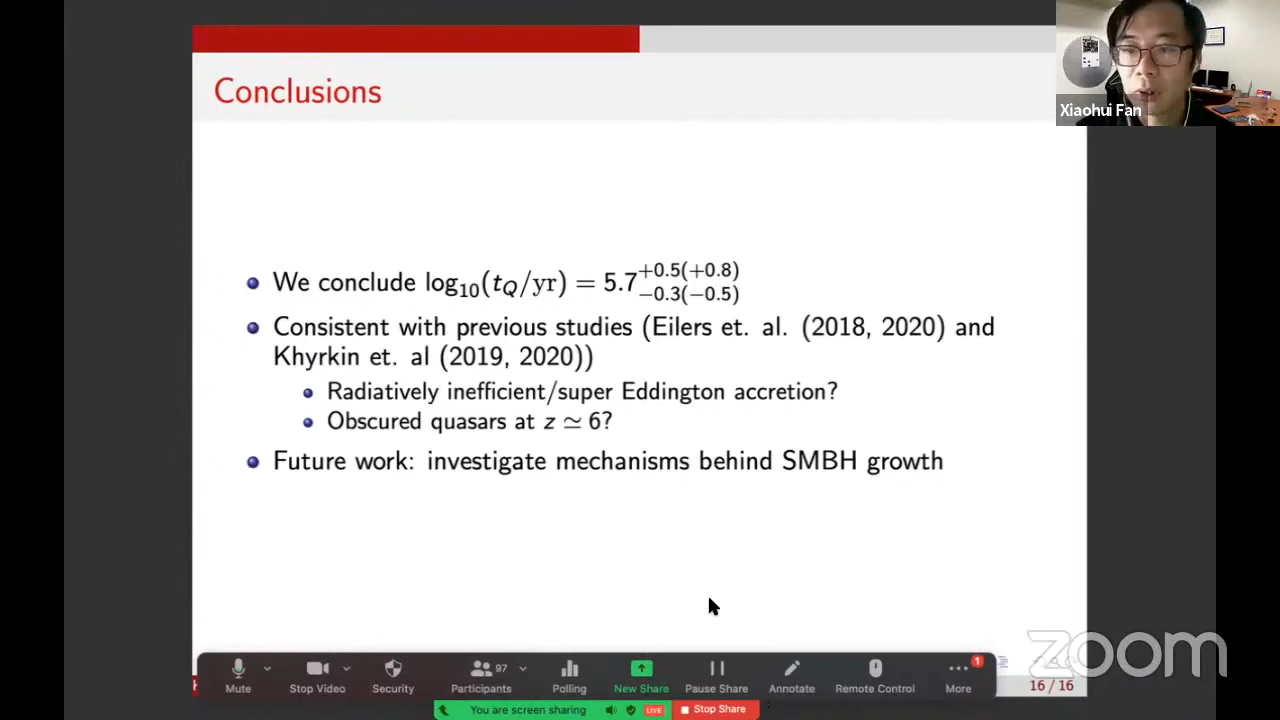 Conclusions
Xiaohui Fan
We conclude log₁₀(t_Q/yr) = 5.7 +0.5(+0.8) −0.3(−0.5)
Consistent with previous studies (Eilers et. al. (2018, 2020) and
Khyrkin et. al (2019, 2020))
Radiatively inefficient/super Eddington accretion?
Obscured quasars at z ≃ 6?
Future work: investigate mechanisms behind SMBH growth
zoom
97
1
Mute Stop Video Security Participants Polling New Share Pause Share Annotate Remote Control More
16 / 16
You are screen sharing LIVE Stop Share